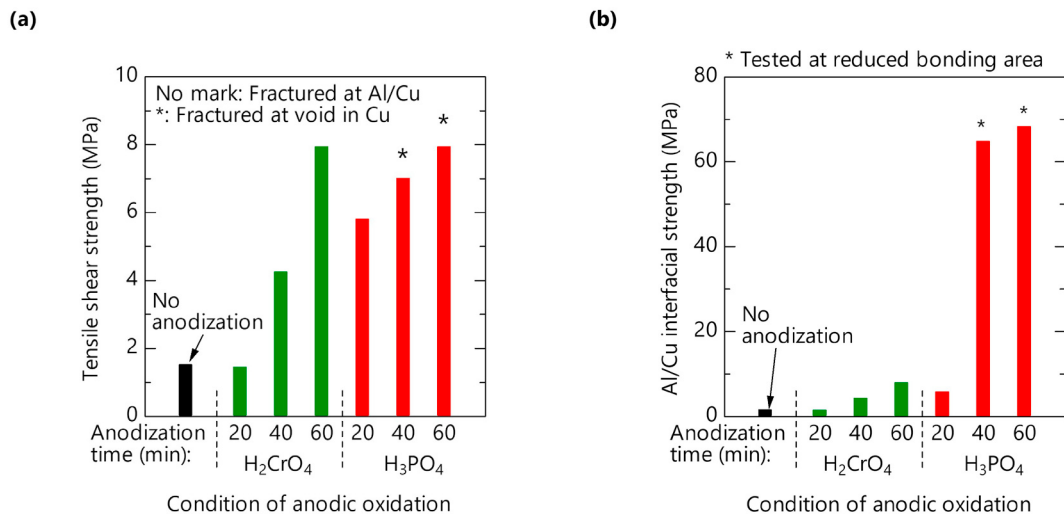 (a)
10
No mark: Fractured at Al/Cu
*: Fractured at void in Cu
8
*
*
6
4
2
0
Tensile shear strength (MPa)
No
anodization
Anodization
time (min):
20 40 60 20 40 60
H₂CrO₄ H₃PO₄
Condition of anodic oxidation
(b)
* Tested at reduced bonding area
80
60
40
20
0
*
*
Al/Cu interfacial strength (MPa)
No
anodization
Anodization
time (min):
20 40 60 20 40 60
H₂CrO₄ H₃PO₄
Condition of anodic oxidation